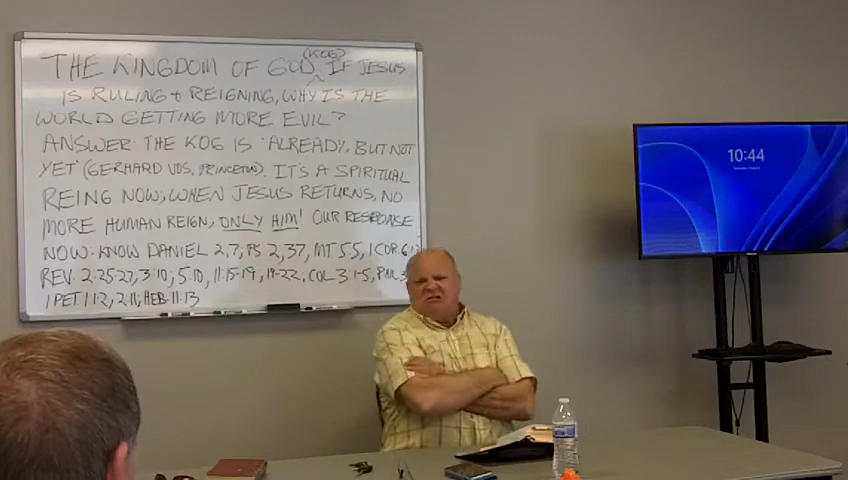 THE KINGDOM OF GOD (KOG) IF JESUS
IS RULING + REIGNING, WHY IS THE
WORLD GETTING MORE EVIL?
ANSWER: THE KOG IS "ALREADY, BUT NOT
YET" (GERHARD VOS, PRINCETON). IT'S A SPIRITUAL
REING NOW; WHEN JESUS RETURNS, NO
MORE HUMAN REIGN, ONLY HIM! OUR RESPONSE
NOW: KNOW DANIEL 2,7, PS 2,37, MT 5:5, 1 COR 6:
REV. 2:25-27, 3:10, 5:10, 11:15-19, 19-22, COL 3:1-5, PHIL 3
1 PET 1:1-2, 2:11, HEB 11:13
10:44